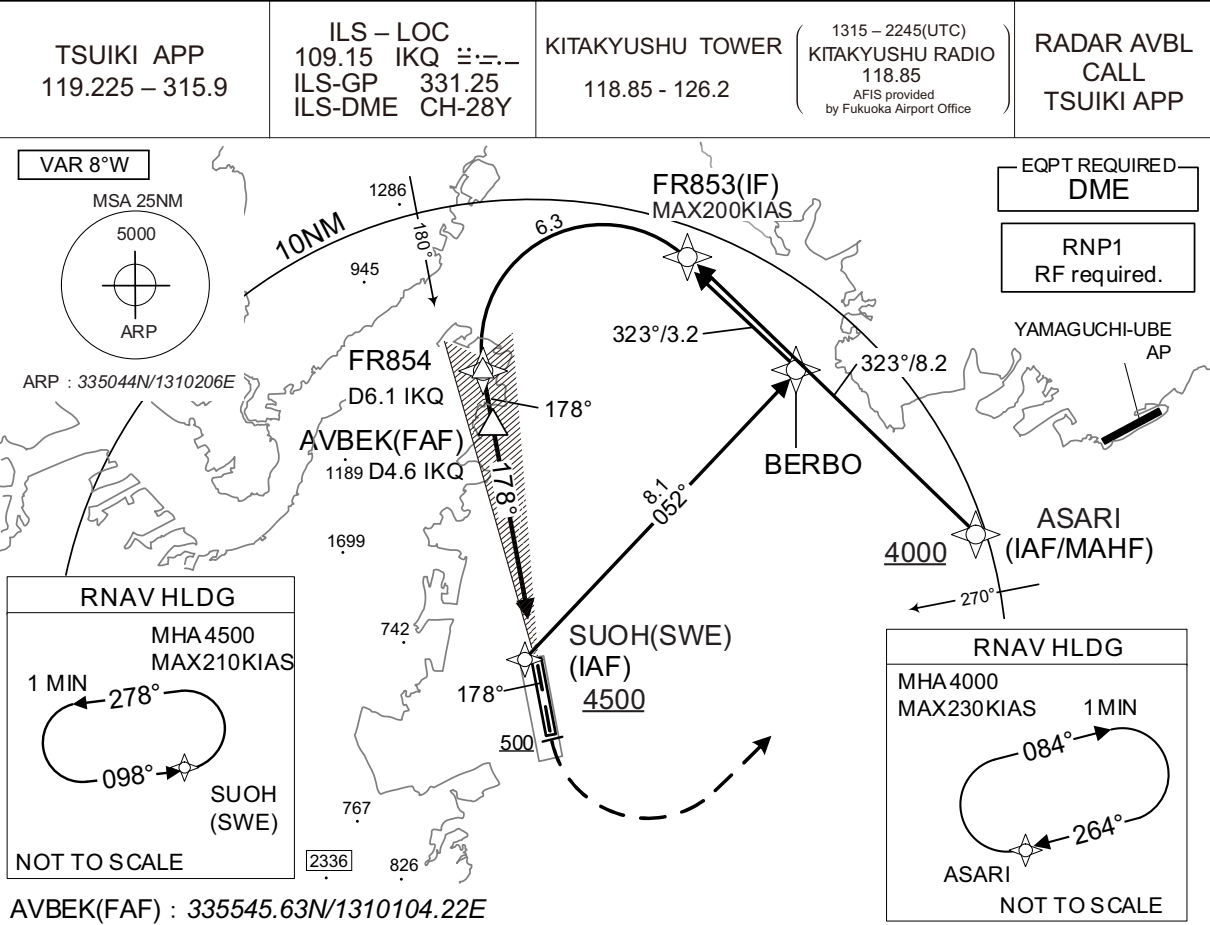 TSUIKI APP
119.225 – 315.9
ILS – LOC
109.15 IKQ
ILS-GP 331.25
ILS-DME CH-28Y
KITAKYUSHU TOWER
118.85 - 126.2
1315 – 2245(UTC)
KITAKYUSHU RADIO
118.85
AFIS provided
by Fukuoka Airport Office
RADAR AVBL
CALL
TSUIKI APP
VAR 8°W
MSA 25NM
5000
ARP
ARP : 335044N/1310206E
10NM
1286
180°
945
6.3
FR853(IF)
MAX200KIAS
EQPT REQUIRED
DME
RNP1
RF required.
YAMAGUCHI-UBE
AP
323°/3.2
323°/8.2
FR854
D6.1 IKQ
178°
AVBEK(FAF)
1189 D4.6 IKQ
178°
BERBO
8.1
052°
1699
ASARI
(IAF/MAHF)
4000
270°
742
SUOH(SWE)
(IAF)
4500
178°
500
767
2336
826
RNAV HLDG
MHA 4500
MAX210KIAS
1 MIN
278°
098°
SUOH
(SWE)
NOT TO SCALE
RNAV HLDG
MHA 4000
MAX230KIAS
1 MIN
084°
264°
ASARI
NOT TO SCALE
AVBEK(FAF) : 335545.63N/1310104.22E